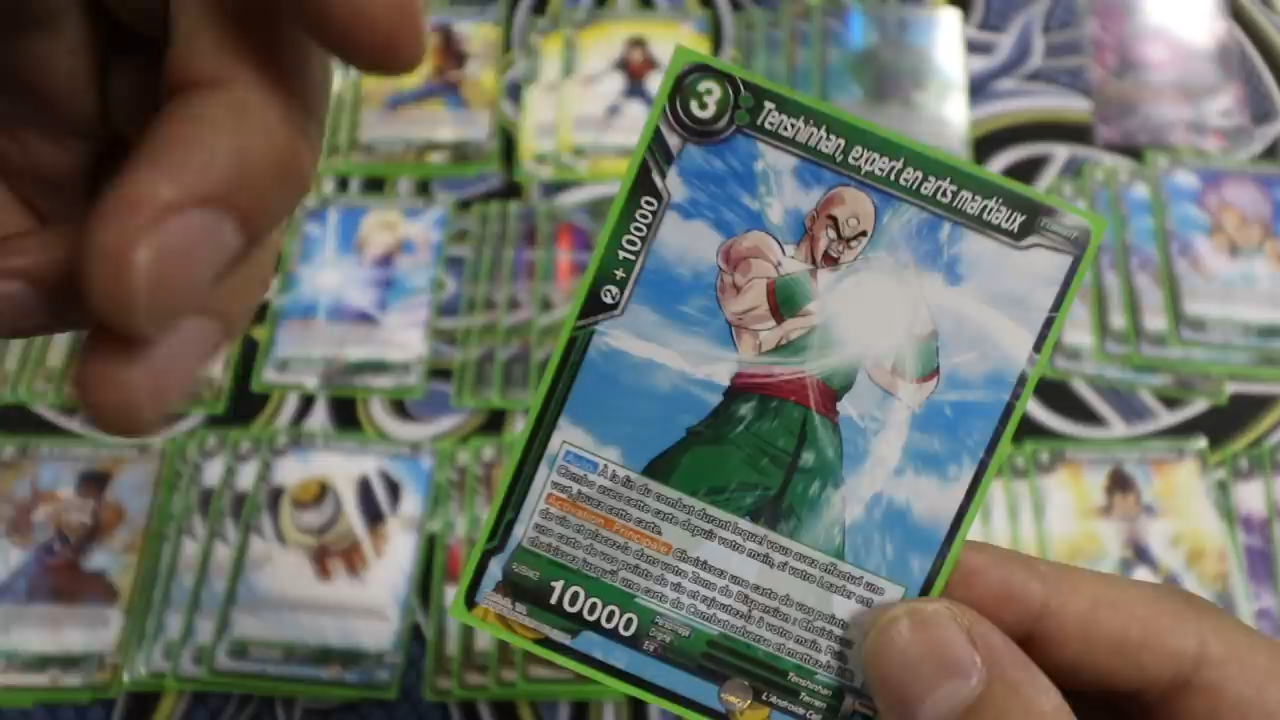 3
Tenshinhan, expert en arts martiaux
2 + 10000
Auto À la fin du combat durant lequel vous avez effectué une
Combo avec cette carte depuis votre main, si votre Leader est
vert, jouez cette carte.
Activation : Principale Choisissez une carte de vos points
de vie et placez-la dans votre Zone de Dispersion : Choisissez
une carte de vos points de vie et rajoutez-la à votre main. Puis
choisissez jusqu'à une carte de Combat adverse et mettez-la
10000
Tenshinhan
Terrien
L'Androïde Cell